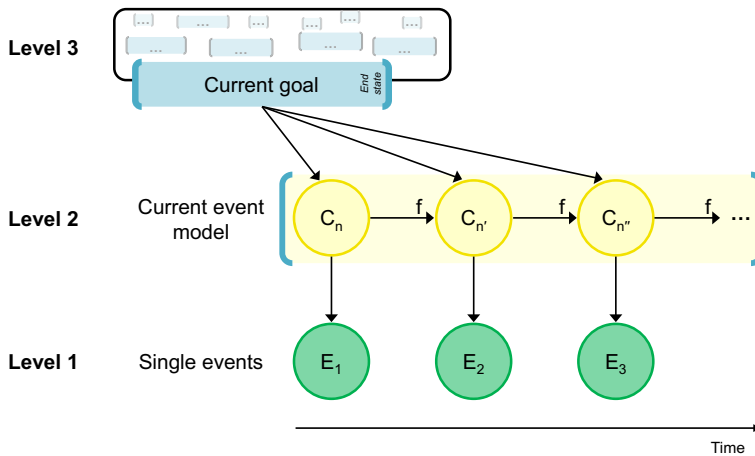 ... ... ... ...
... ... ... ...
Level 3
Current goal
End
state
Level 2
Current event
model
Cₙ
f
Cₙ′
f
Cₙ″
f
...
Level 1
Single events
E₁
E₂
E₃
Time